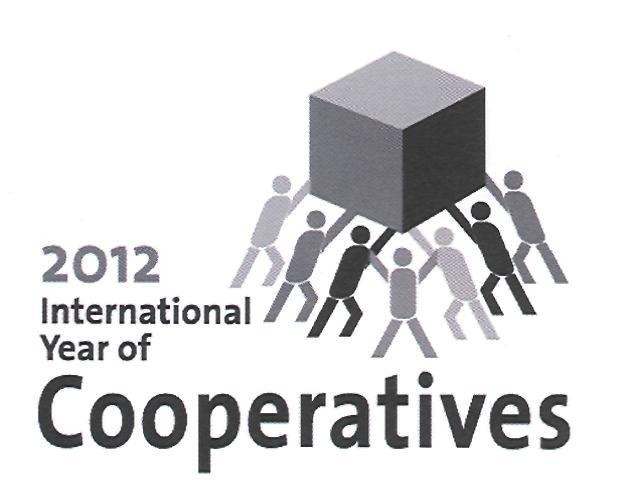 2012
International
Year of
Cooperatives